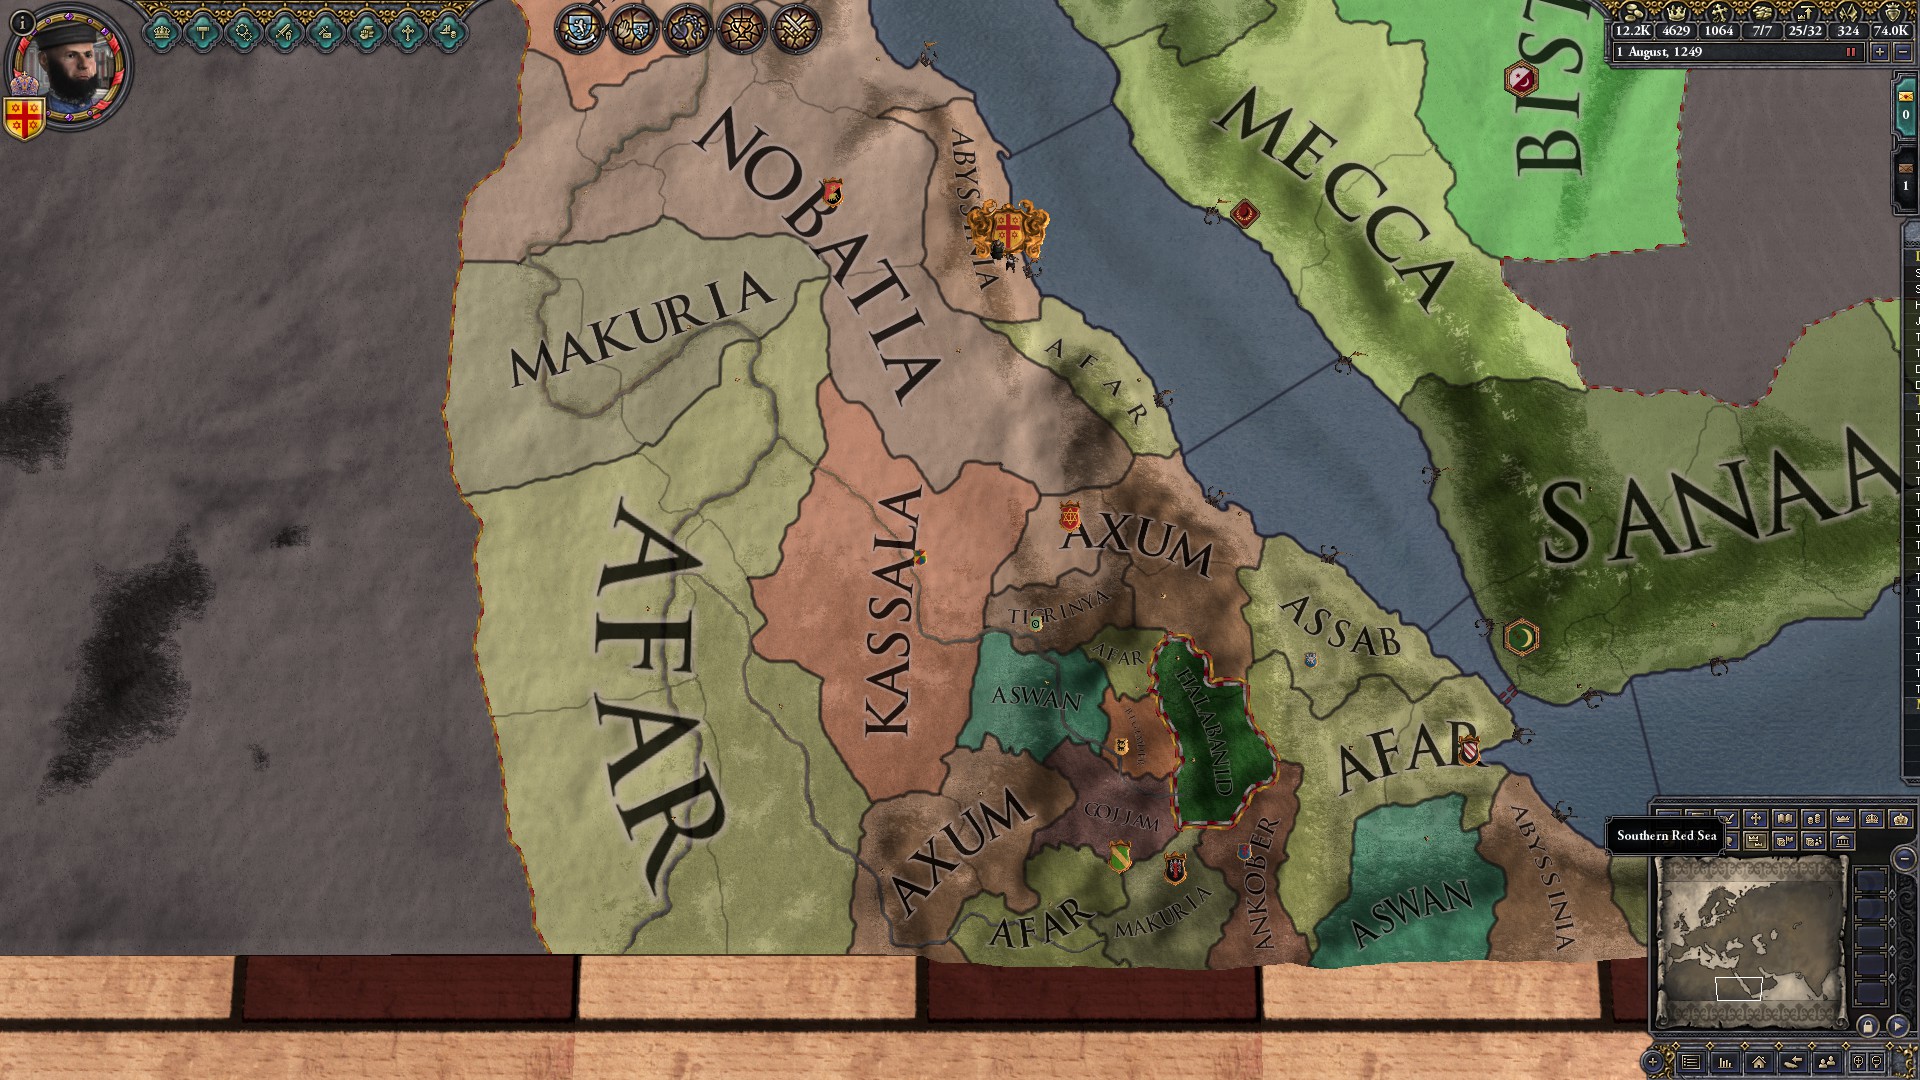 12.2K 4629 1064 7/7 25/32 324 74.0K
1 August, 1249
0
1
BIST
MECCA
NOBATIA
ABYSSINIA
MAKURIA
AFAR
SANAA
AXUM
KASSALA
AFAR
TIGRINYA
ASSAB
AFAR
ASWAN
HALABANID
AFAR
GOJJAM
AXUM
ANKOBER
AFAR
MAKURIA
ASWAN
ABYSSINIA
Southern Red Sea